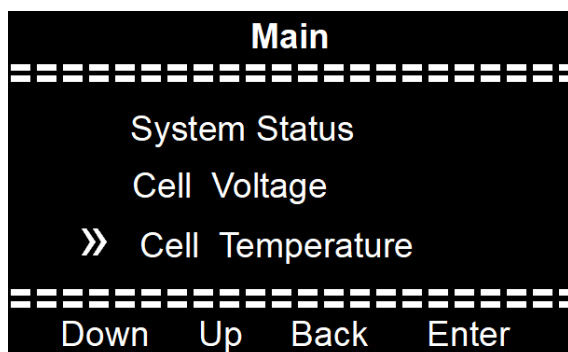 Main
System Status
Cell Voltage
» Cell Temperature
Down Up Back Enter